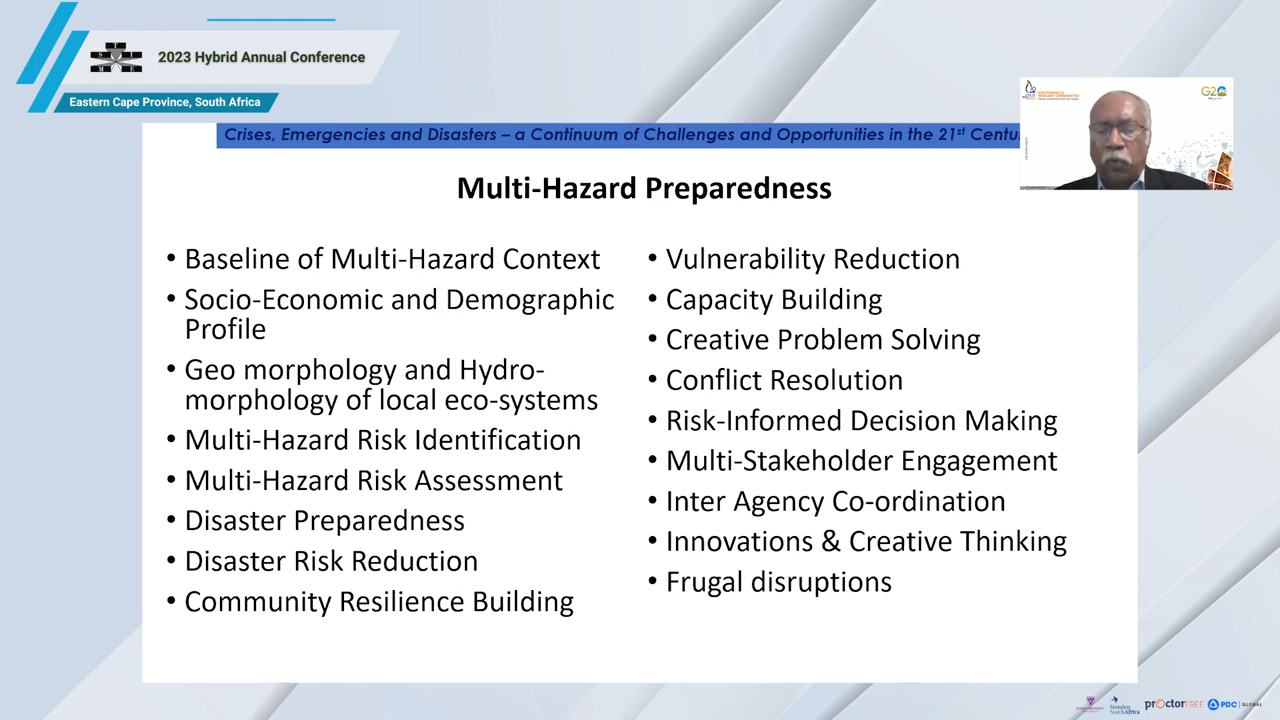 2023 Hybrid Annual Conference
Eastern Cape Province, South Africa
G20
Crises, Emergencies and Disasters – a Continuum of Challenges and Opportunities in the 21st Centu
Multi-Hazard Preparedness
• Baseline of Multi-Hazard Context
• Socio-Economic and Demographic
Profile
• Geo morphology and Hydro-
morphology of local eco-systems
• Multi-Hazard Risk Identification
• Multi-Hazard Risk Assessment
• Disaster Preparedness
• Disaster Risk Reduction
• Community Resilience Building
• Vulnerability Reduction
• Capacity Building
• Creative Problem Solving
• Conflict Resolution
• Risk-Informed Decision Making
• Multi-Stakeholder Engagement
• Inter Agency Co-ordination
• Innovations & Creative Thinking
• Frugal disruptions
Stenden
South Africa
proctorFREE
PDC | GLOBAL